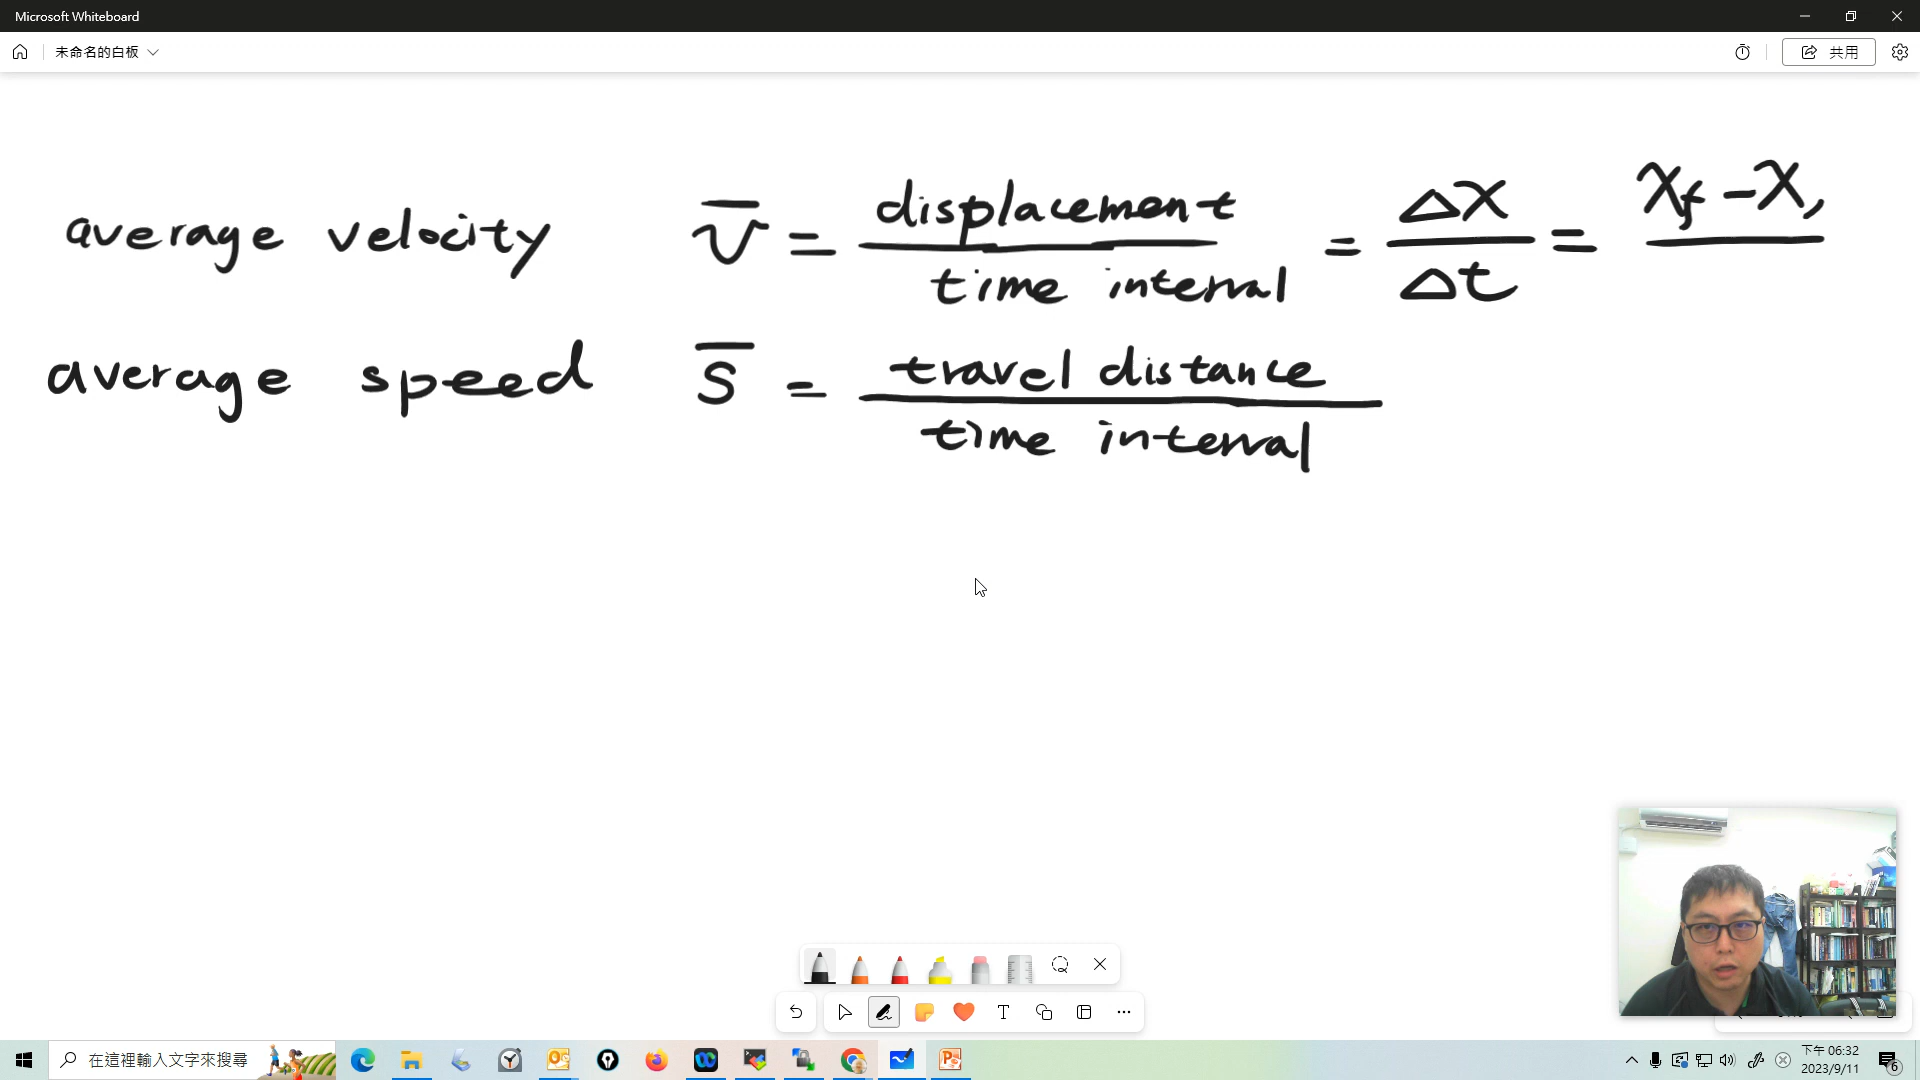 Microsoft Whiteboard
未命名的白板
共用
average velocity v̄ = displacement / time interval = Δx / Δt = x_f - x,
average speed s̄ = travel distance / time interval
在這裡輸入文字來搜尋
下午 06:32
2023/9/11
6